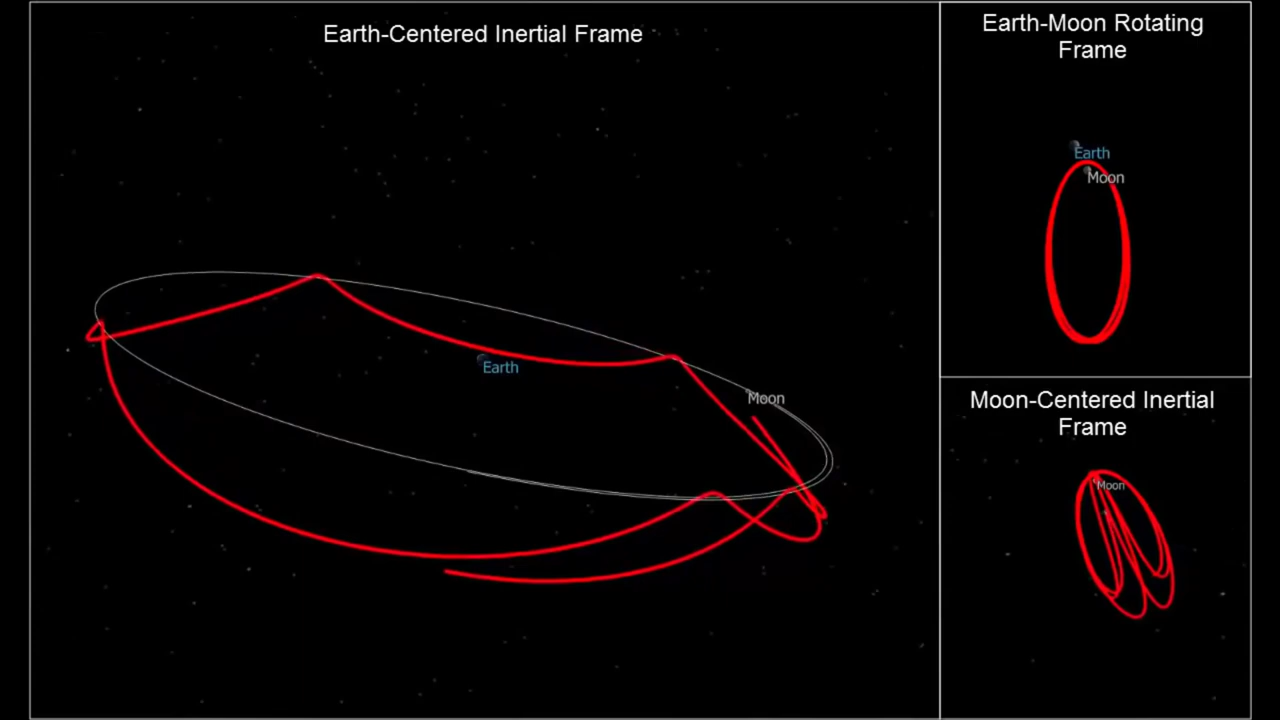 Earth-Centered Inertial Frame
Earth
Moon
Earth-Moon Rotating
Frame
Earth
Moon
Moon-Centered Inertial
Frame
Moon